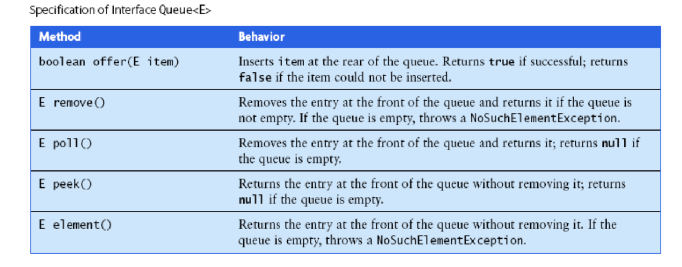 Specification of Interface Queue<E>
Method Behavior
boolean offer(E item) Inserts item at the rear of the queue. Returns true if successful; returns
false if the item could not be inserted.
E remove() Removes the entry at the front of the queue and returns it if the queue is
not empty. If the queue is empty, throws a NoSuchElementException.
E poll() Removes the entry at the front of the queue and returns it; returns null if
the queue is empty.
E peek() Returns the entry at the front of the queue without removing it; returns
null if the queue is empty.
E element() Returns the entry at the front of the queue without removing it. If the
queue is empty, throws a NoSuchElementException.